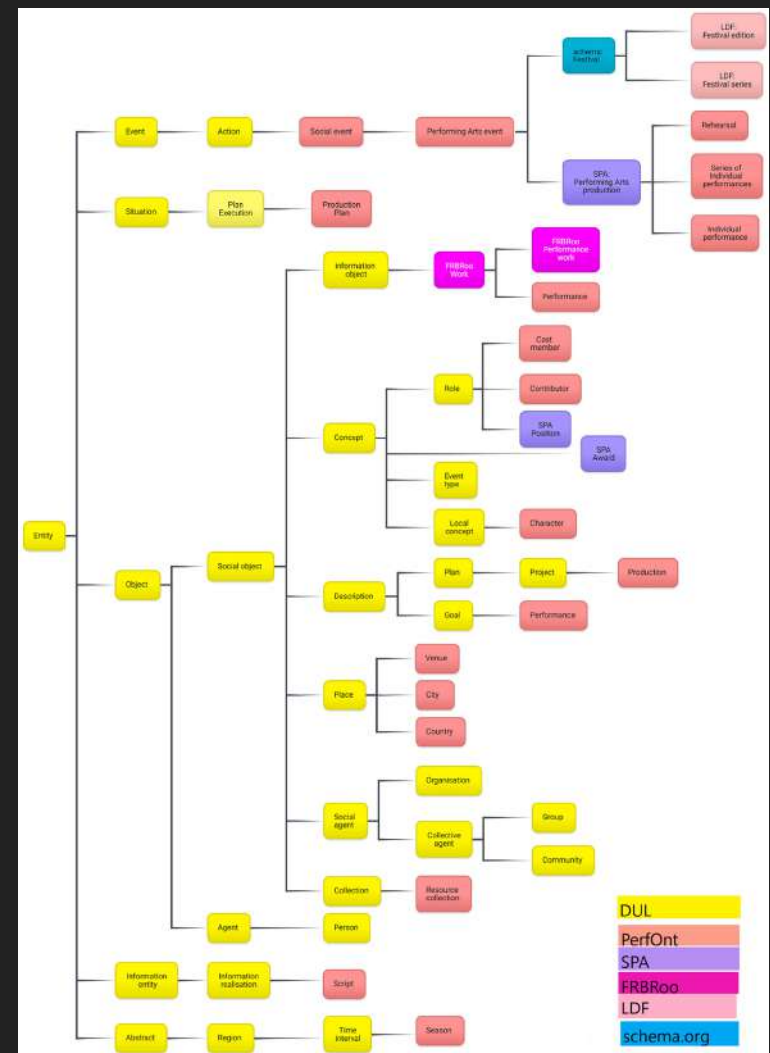 LDF:
Festival edition
schema:
Festival
LDF:
Festival series
Event
Action
Social event
Performing Arts event
Rehearsal
SPA:
Performing Arts
production
Series of
Individual
performances
Individual
performance
Situation
Plan
Execution
Production
Plan
Information
object
FRBRoo
Work
FRBRoo
Performance
work
Performance
Cast
member
Role
Contributor
SPA
Position
Concept
SPA
Award
Event
type
Local
concept
Character
Entity
Object
Social object
Description
Plan
Project
Production
Goal
Performance
Venue
Place
City
Country
Organisation
Social
agent
Collective
agent
Group
Community
Collection
Resource
collection
Agent
Person
Information
entity
Information
realisation
Script
Abstract
Region
Time
Interval
Season
DUL
PerfOnt
SPA
FRBRoo
LDF
schema.org